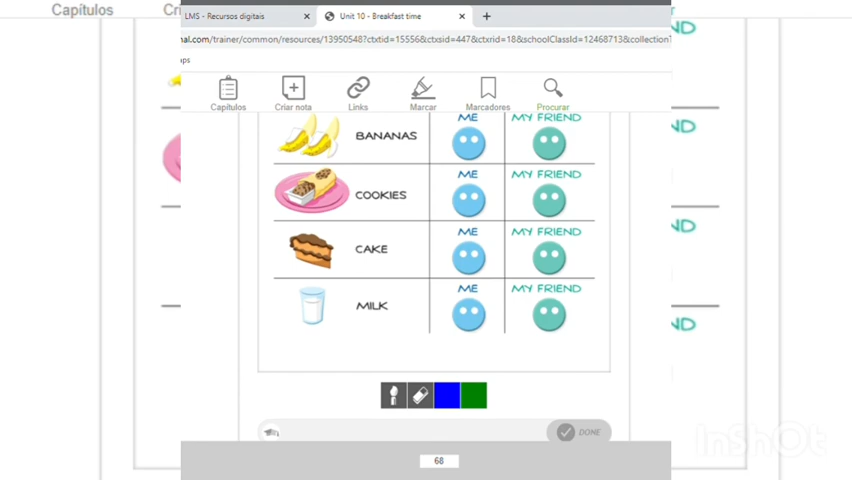 LMS - Recursos digitais
Unit 10 - Breakfast time
nal.com/trainer/common/resources/13950548?ctxtid=15556&ctxsid=447&ctxrid=18&schoolClassId=12468713&collection
ps
Capítulos
Capítulos
Criar nota
Links
Marcar
Marcadores
Procurar
ME
MY FRIEND
BANANAS
ME
MY FRIEND
COOKIES
ME
MY FRIEND
CAKE
ME
MY FRIEND
MILK
DONE
68
InShOt